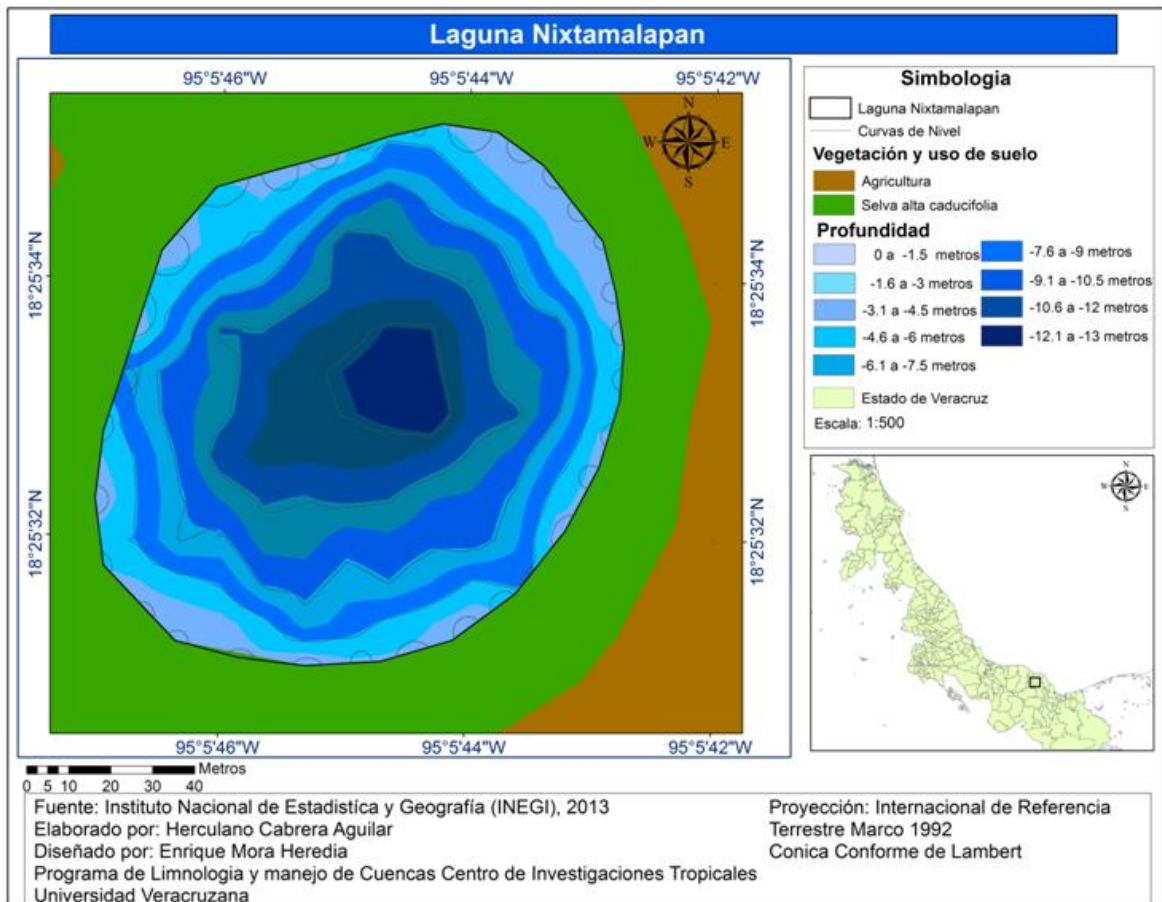 Laguna Nixtamalapan
95°5'46"W 95°5'44"W 95°5'42"W
N
W E
S
18°25'34"N
18°25'32"N
18°25'34"N
18°25'32"N
95°5'46"W 95°5'44"W 95°5'42"W
Metros
0 5 10 20 30 40
Simbologia
Laguna Nixtamalapan
Curvas de Nivel
Vegetación y uso de suelo
Agricultura
Selva alta caducifolia
Profundidad
0 a -1.5 metros
-1.6 a -3 metros
-3.1 a -4.5 metros
-4.6 a -6 metros
-6.1 a -7.5 metros
-7.6 a -9 metros
-9.1 a -10.5 metros
-10.6 a -12 metros
-12.1 a -13 metros
Estado de Veracruz
Escala: 1:500
N
W E
S
Fuente: Instituto Nacional de Estadistíca y Geografía (INEGI), 2013
Elaborado por: Herculano Cabrera Aguilar
Diseñado por: Enrique Mora Heredia
Programa de Limnologia y manejo de Cuencas Centro de Investigaciones Tropicales
Universidad Veracruzana
Proyección: Internacional de Referencia
Terrestre Marco 1992
Conica Conforme de Lambert